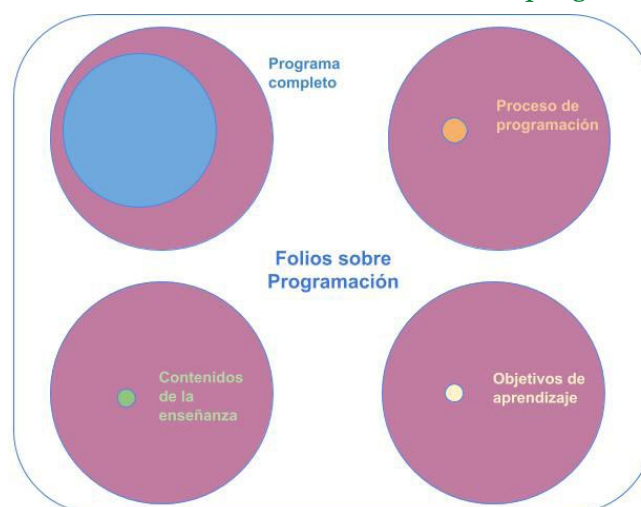 Programa
completo
Proceso de
programación
Folios sobre
Programación
Contenidos
de la
enseñanza
Objetivos de
aprendizaje